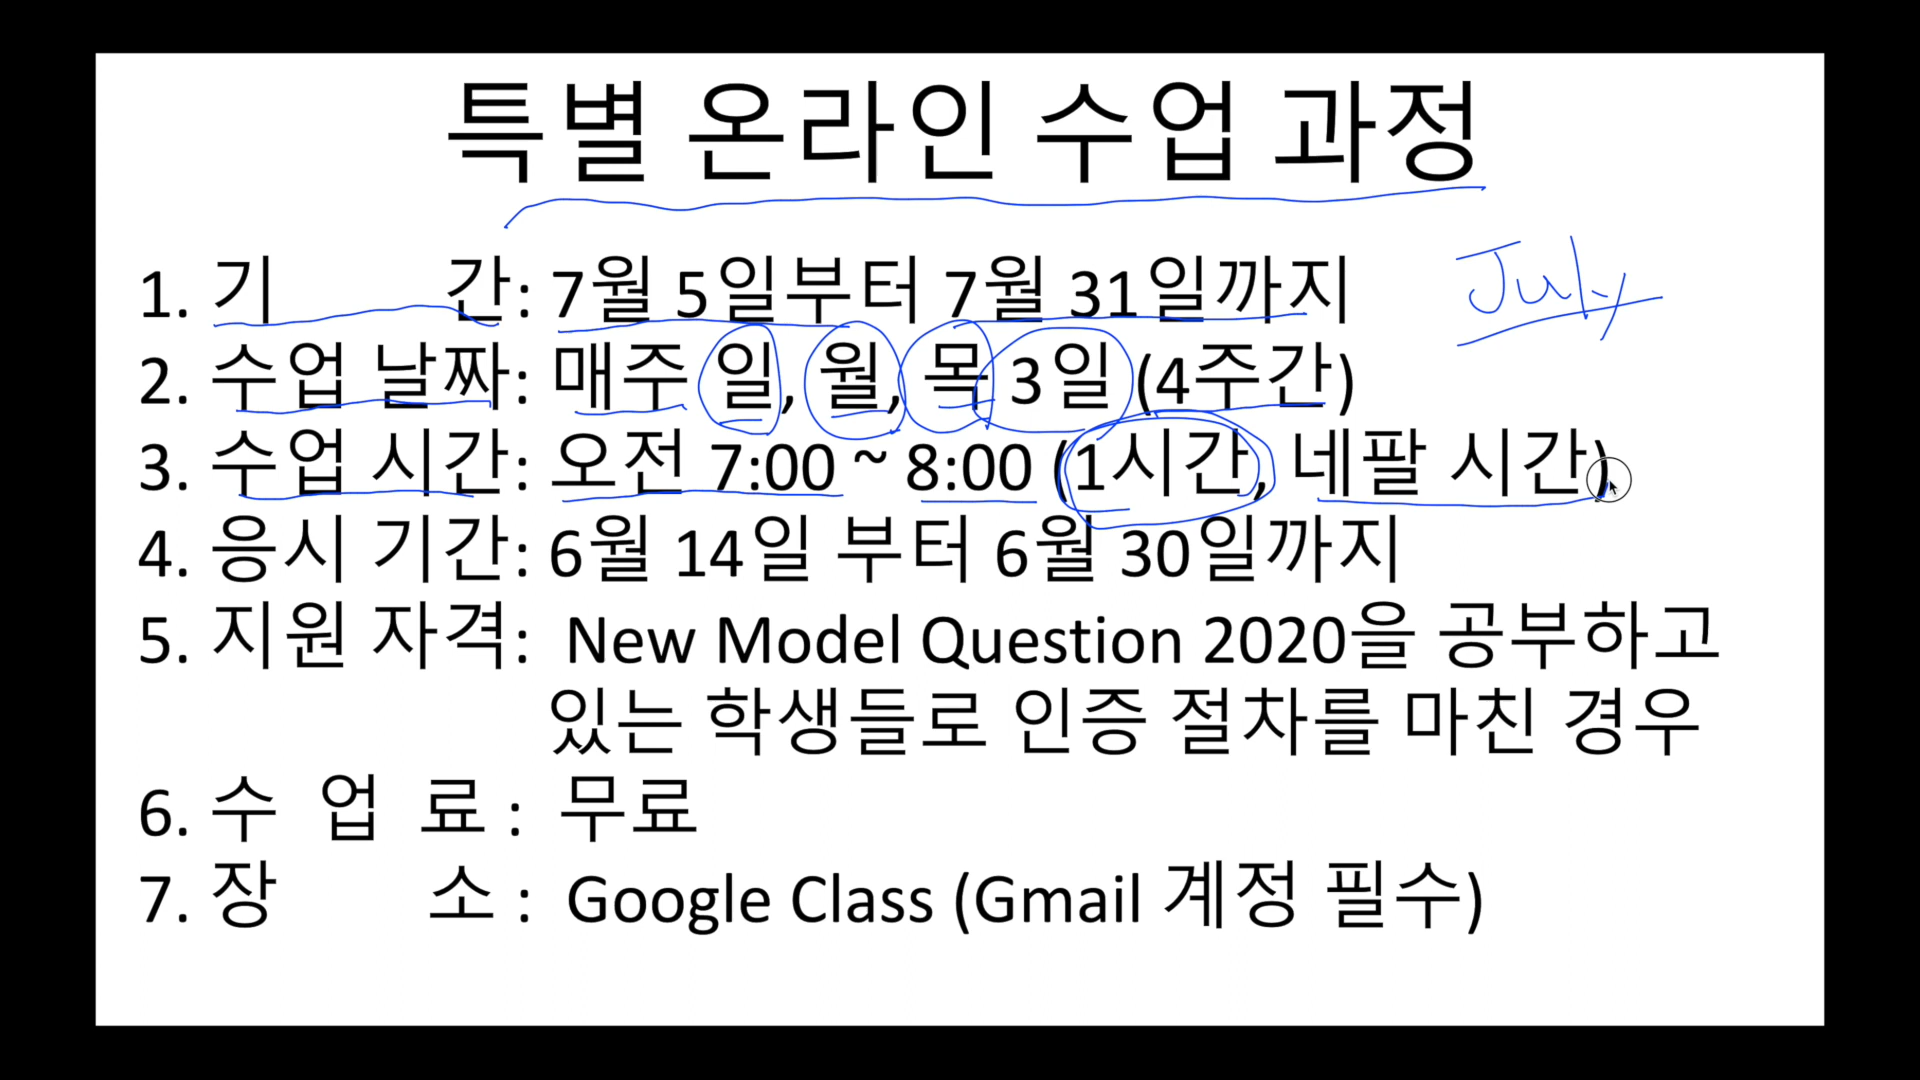 특별 온라인 수업 과정
1. 기 간: 7월 5일부터 7월 31일까지
July
2. 수업 날짜: 매주 일, 월, 목 3일 (4주간)
3. 수업 시간: 오전 7:00 ~ 8:00 (1시간, 네팔 시간)
4. 응시 기간: 6월 14일 부터 6월 30일까지
5. 지원 자격: New Model Question 2020을 공부하고
있는 학생들로 인증 절차를 마친 경우
6. 수 업 료 : 무료
7. 장 소 : Google Class (Gmail 계정 필수)